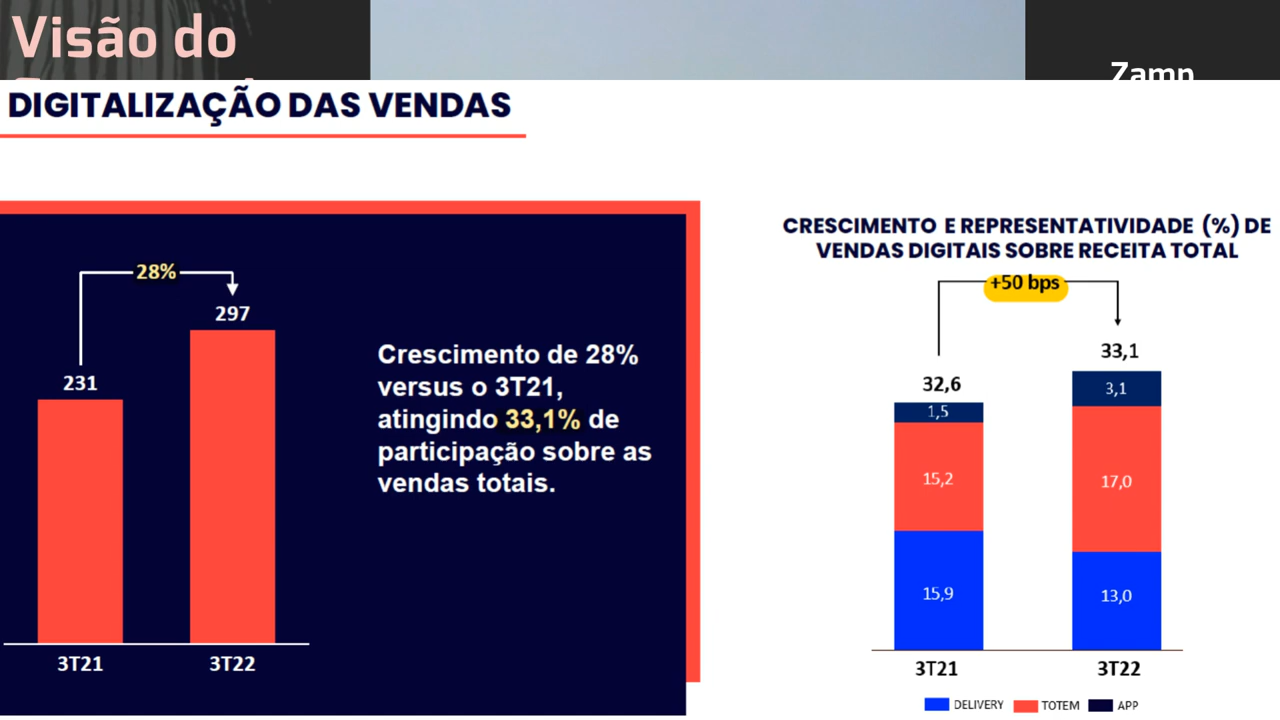 Visão do
Zamp
DIGITALIZAÇÃO DAS VENDAS
28%
297
231
3T21
3T22
Crescimento de 28%
versus o 3T21,
atingindo 33,1% de
participação sobre as
vendas totais.
CRESCIMENTO E REPRESENTATIVIDADE (%) DE
VENDAS DIGITAIS SOBRE RECEITA TOTAL
+50 bps
33,1
32,6
3,1
1,5
15,2
17,0
15,9
13,0
3T21
3T22
DELIVERY
TOTEM
APP